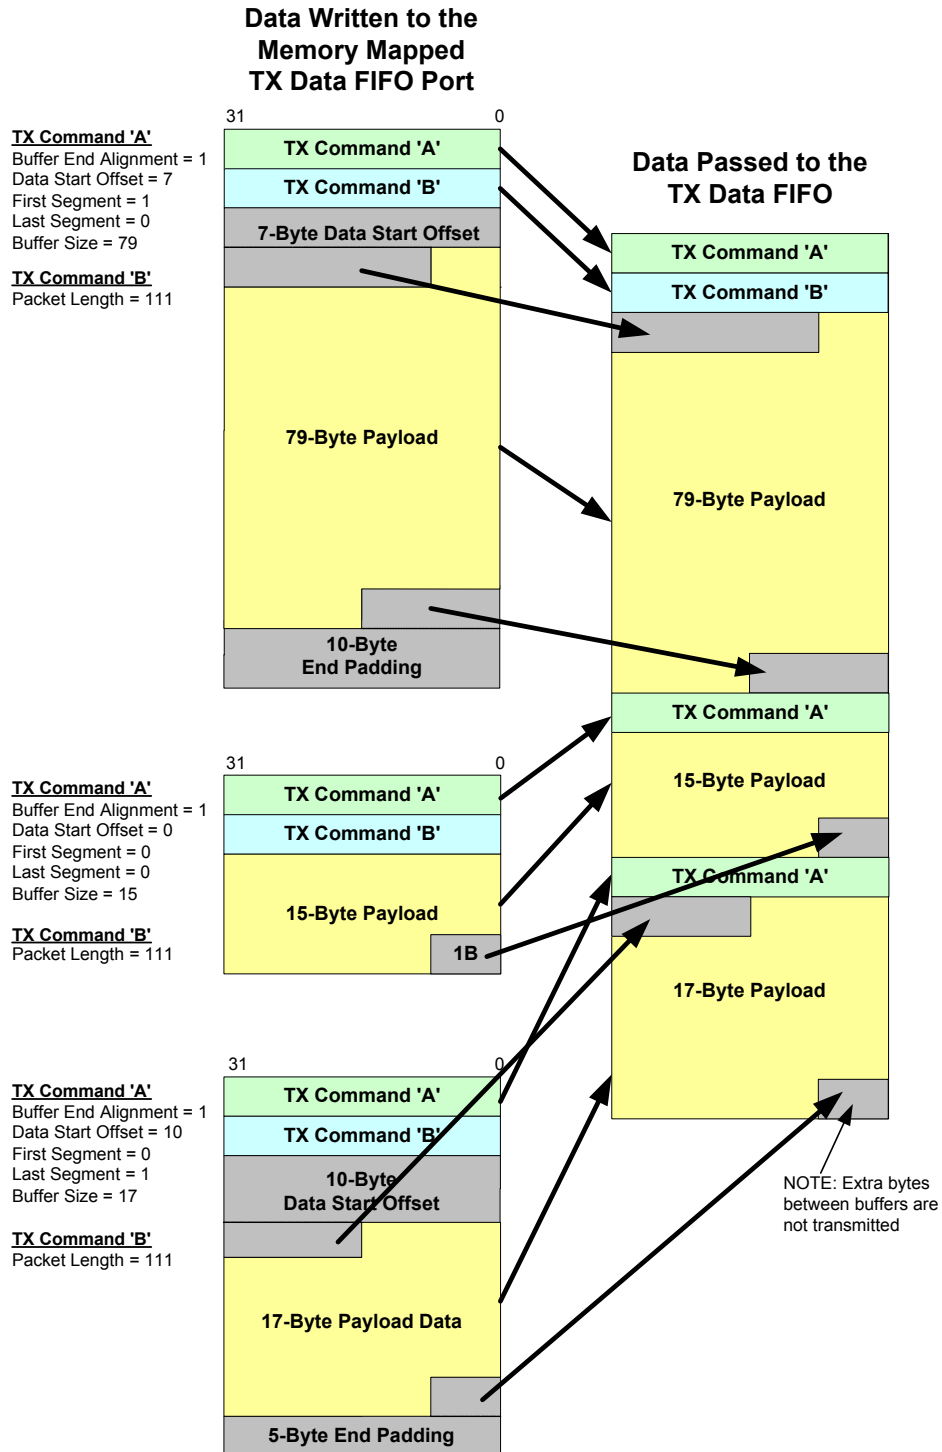 Data Written to the
Memory Mapped
TX Data FIFO Port
31 0
TX Command 'A'
Buffer End Alignment = 1
Data Start Offset = 7
First Segment = 1
Last Segment = 0
Buffer Size = 79
TX Command 'B'
Packet Length = 111
TX Command 'A'
TX Command 'B'
7-Byte Data Start Offset
79-Byte Payload
10-Byte
End Padding
Data Passed to the
TX Data FIFO
TX Command 'A'
TX Command 'B'
79-Byte Payload
TX Command 'A'
15-Byte Payload
TX Command 'A'
17-Byte Payload
NOTE: Extra bytes
between buffers are
not transmitted
31 0
TX Command 'A'
Buffer End Alignment = 1
Data Start Offset = 0
First Segment = 0
Last Segment = 0
Buffer Size = 15
TX Command 'B'
Packet Length = 111
TX Command 'A'
TX Command 'B'
15-Byte Payload
1B
31 0
TX Command 'A'
Buffer End Alignment = 1
Data Start Offset = 10
First Segment = 0
Last Segment = 1
Buffer Size = 17
TX Command 'B'
Packet Length = 111
TX Command 'A'
TX Command 'B'
10-Byte
Data Start Offset
17-Byte Payload Data
5-Byte End Padding